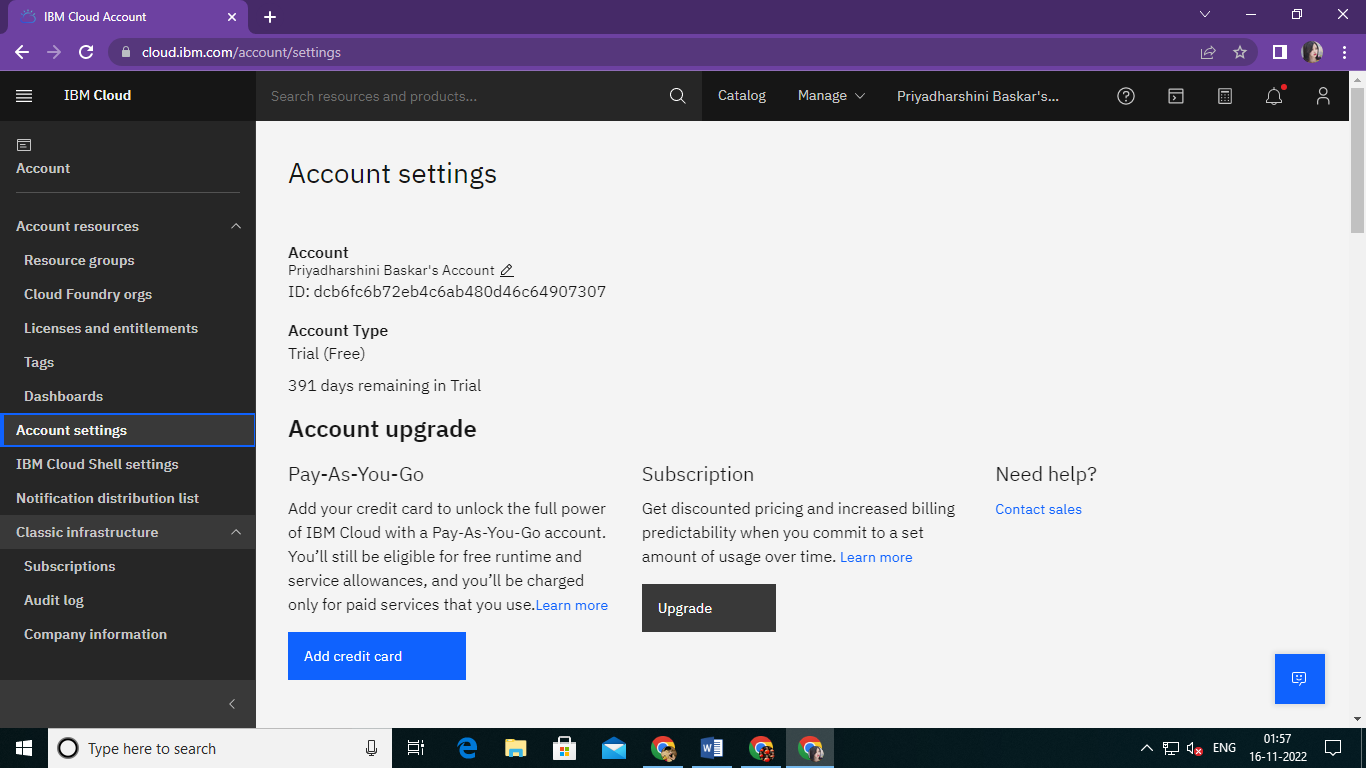 IBM Cloud Account
cloud.ibm.com/account/settings
IBM Cloud
Search resources and products...
Catalog
Manage
Priyadharshini Baskar's...
Account
Account resources
Resource groups
Cloud Foundry orgs
Licenses and entitlements
Tags
Dashboards
Account settings
IBM Cloud Shell settings
Notification distribution list
Classic infrastructure
Subscriptions
Audit log
Company information
Account settings
Account
Priyadharshini Baskar's Account
ID: dcb6fc6b72eb4c6ab480d46c64907307
Account Type
Trial (Free)
391 days remaining in Trial
Account upgrade
Pay-As-You-Go
Add your credit card to unlock the full power
of IBM Cloud with a Pay-As-You-Go account.
You’ll still be eligible for free runtime and
service allowances, and you’ll be charged
only for paid services that you use.Learn more
Add credit card
Subscription
Get discounted pricing and increased billing
predictability when you commit to a set
amount of usage over time. Learn more
Upgrade
Need help?
Contact sales
Type here to search
ENG
01:57
16-11-2022